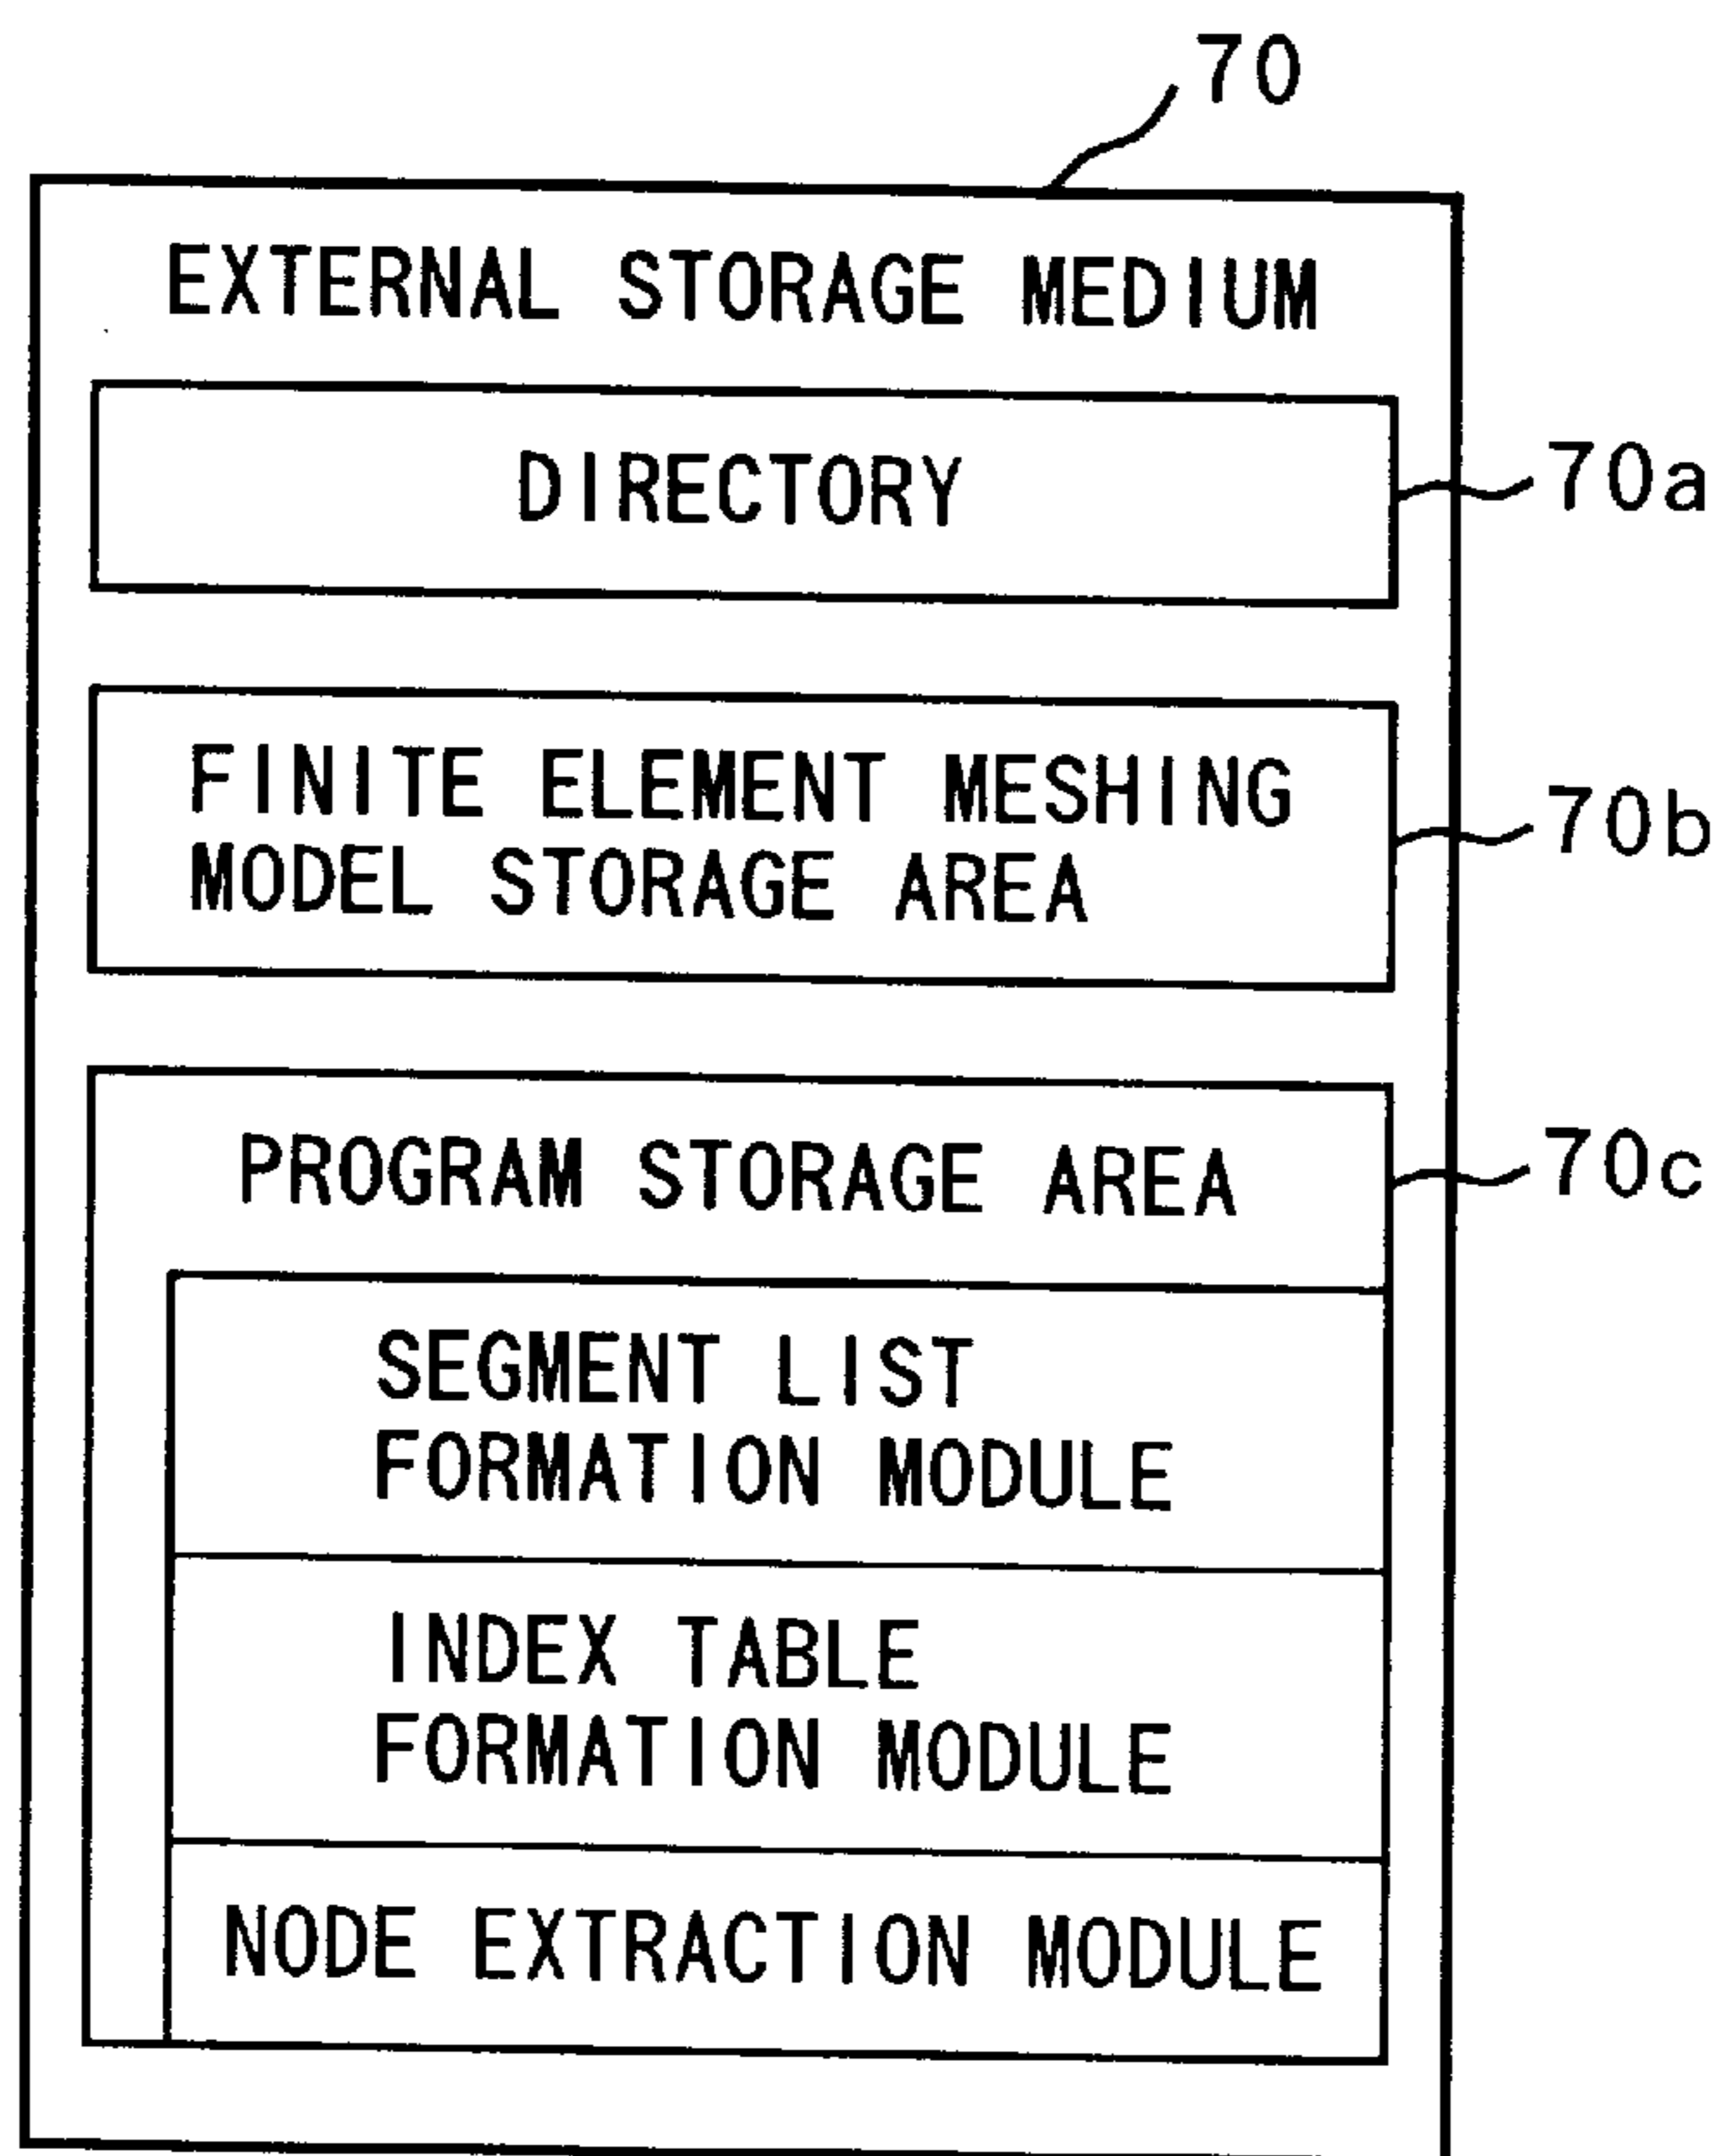 70
EXTERNAL STORAGE MEDIUM
DIRECTORY
70a
FINITE ELEMENT MESHING
MODEL STORAGE AREA
70b
PROGRAM STORAGE AREA
70c
SEGMENT LIST
FORMATION MODULE
INDEX TABLE
FORMATION MODULE
NODE EXTRACTION MODULE